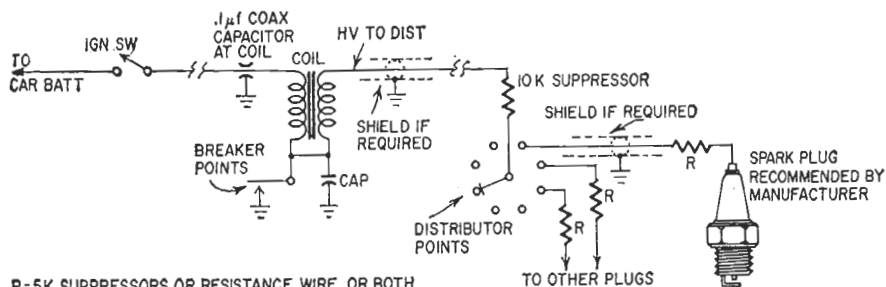 .1µf COAX
CAPACITOR
AT COIL
IGN SW
TO
CAR BATT
COIL
HV TO DIST
10K SUPPRESSOR
SHIELD IF
REQUIRED
SHIELD IF REQUIRED
BREAKER
POINTS
CAP
R
SPARK PLUG
RECOMMENDED BY
MANUFACTURER
DISTRIBUTOR
POINTS
R
R
TO OTHER PLUGS
R-5K SUPPRESSORS OR RESISTANCE WIRE, OR BOTH